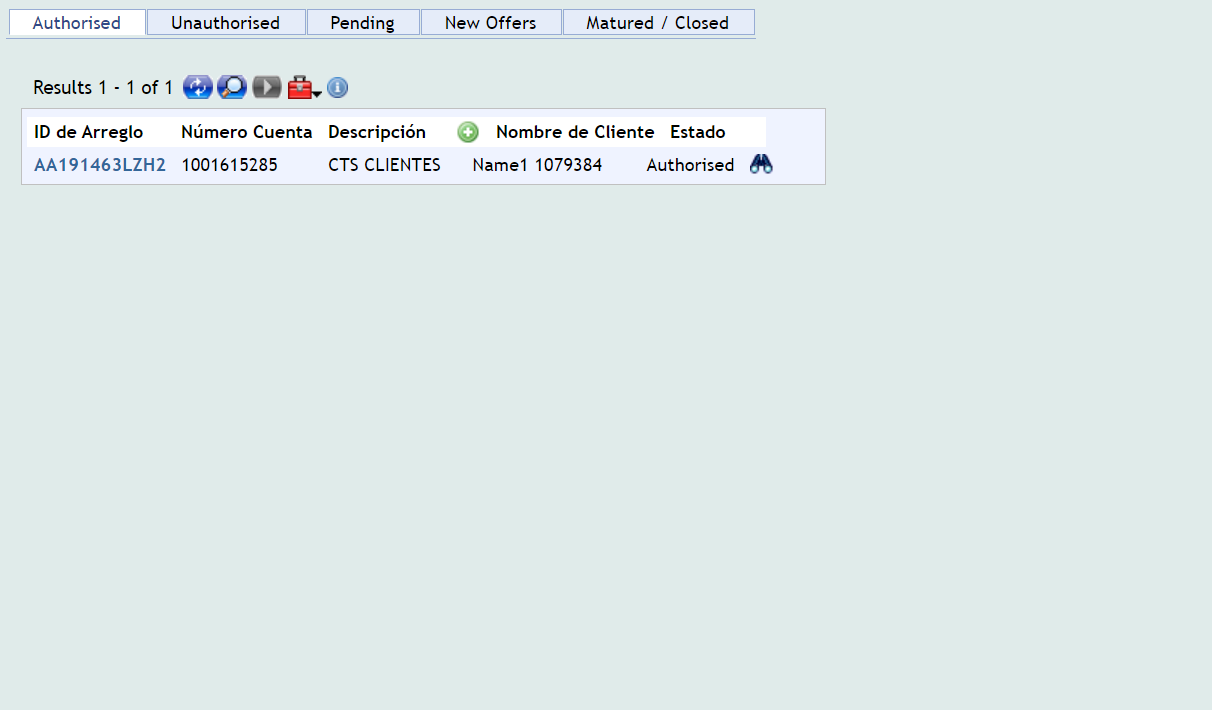 Authorised Unauthorised Pending New Offers Matured / Closed
Results 1 - 1 of 1
ID de Arreglo Número Cuenta Descripción Nombre de Cliente Estado
AA191463LZH2 1001615285 CTS CLIENTES Name1 1079384 Authorised